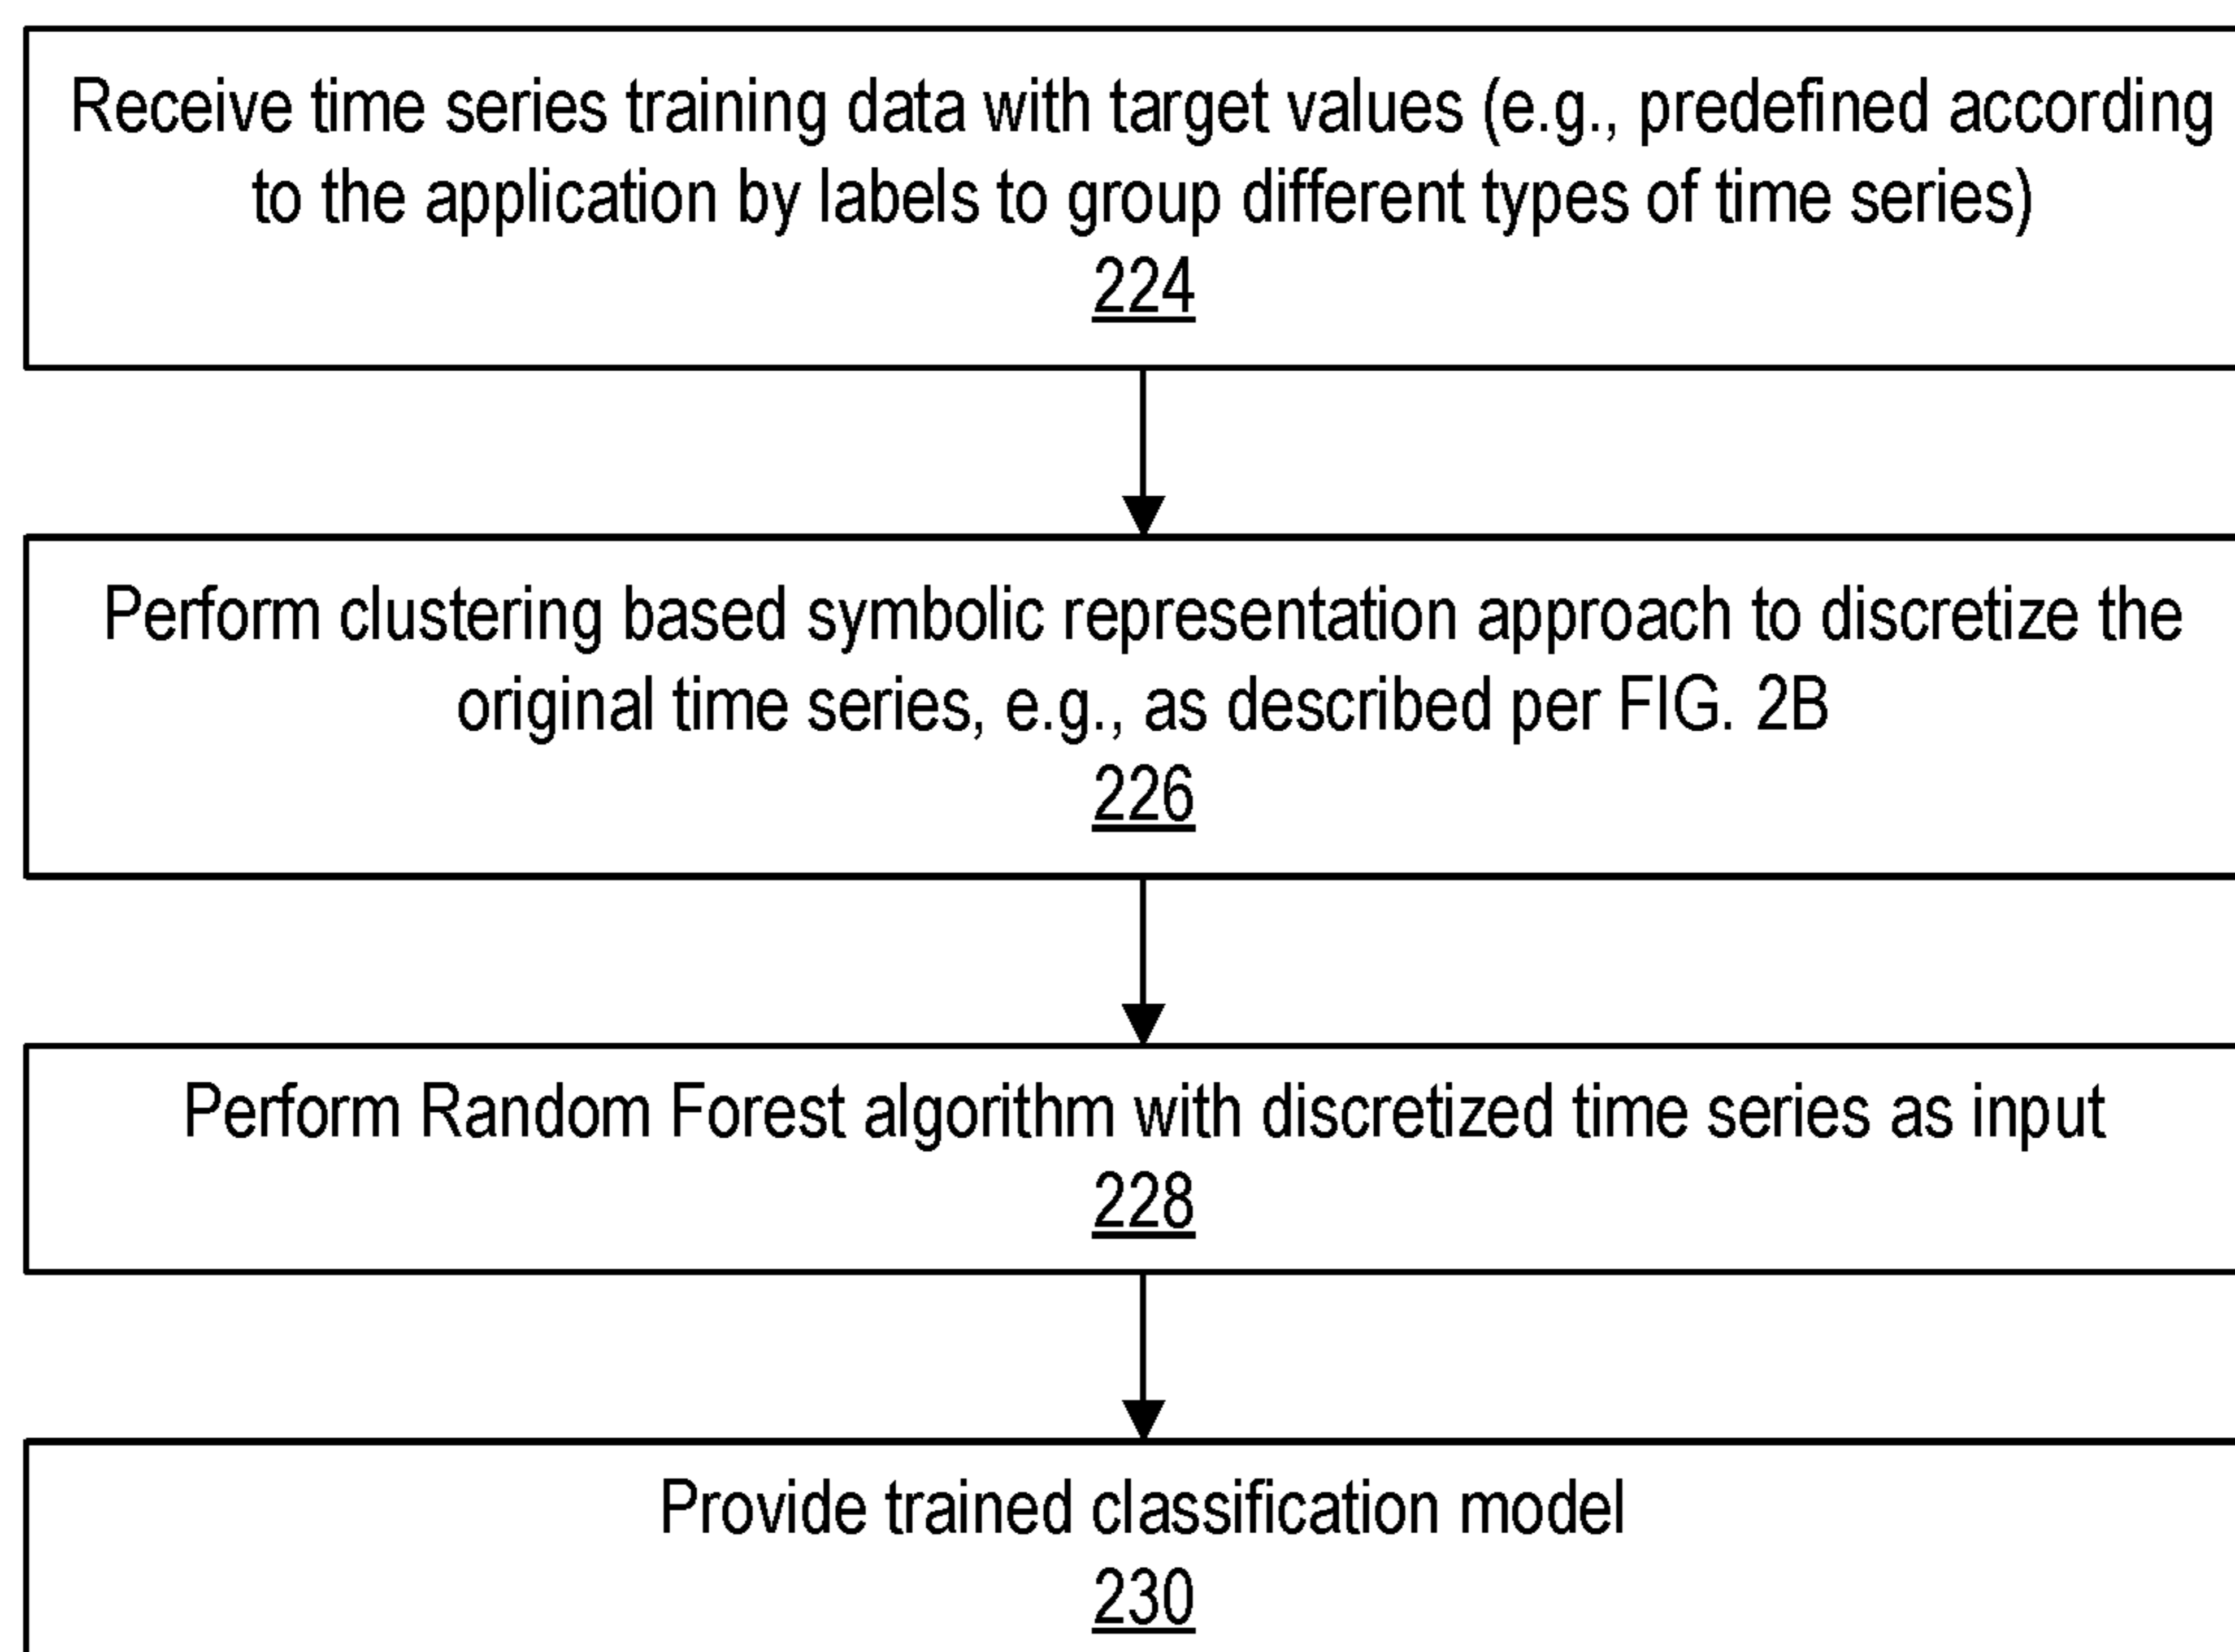 Receive time series training data with target values (e.g., predefined according
to the application by labels to group different types of time series)
224
Perform clustering based symbolic representation approach to discretize the
original time series, e.g., as described per FIG. 2B
226
Perform Random Forest algorithm with discretized time series as input
228
Provide trained classification model
230